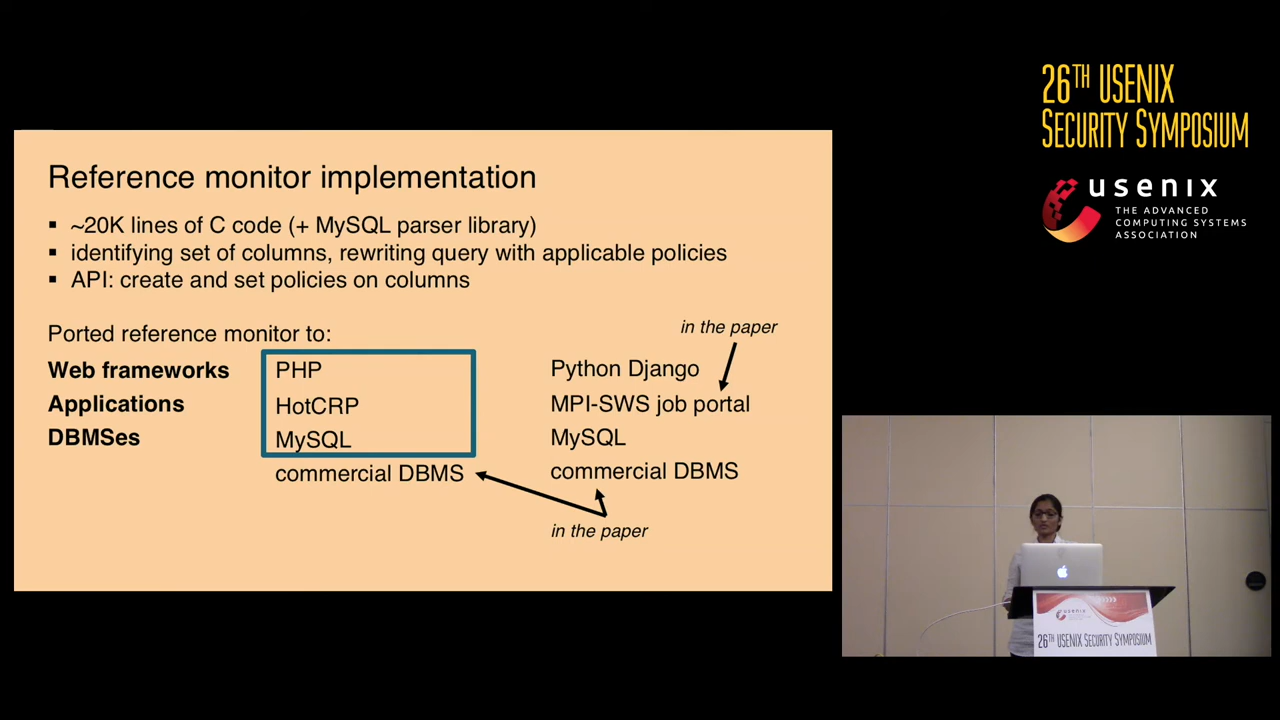 26TH USENIX
SECURITY SYMPOSIUM
usenix
THE ADVANCED
COMPUTING SYSTEMS
ASSOCIATION
Reference monitor implementation
▪ ~20K lines of C code (+ MySQL parser library)
▪ identifying set of columns, rewriting query with applicable policies
▪ API: create and set policies on columns
Ported reference monitor to:
in the paper
Web frameworks PHP Python Django
Applications HotCRP MPI-SWS job portal
DBMSes MySQL MySQL
commercial DBMS commercial DBMS
in the paper
usenix
26TH USENIX SECURITY SYMPOSIUM